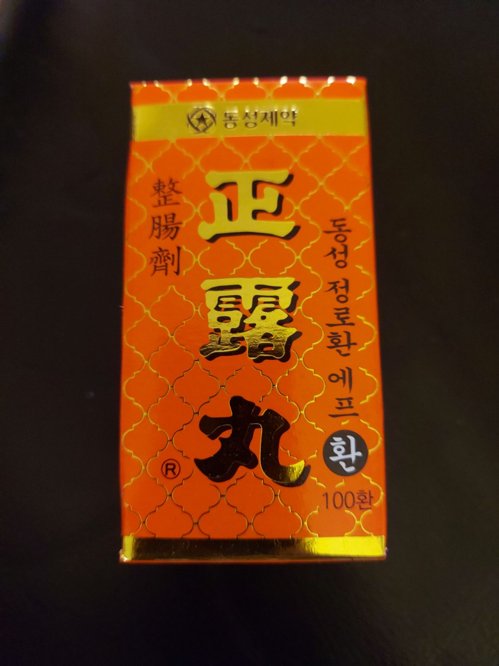 동성제약
整腸劑
正露丸
동성 정로환 에프
환
100환
®